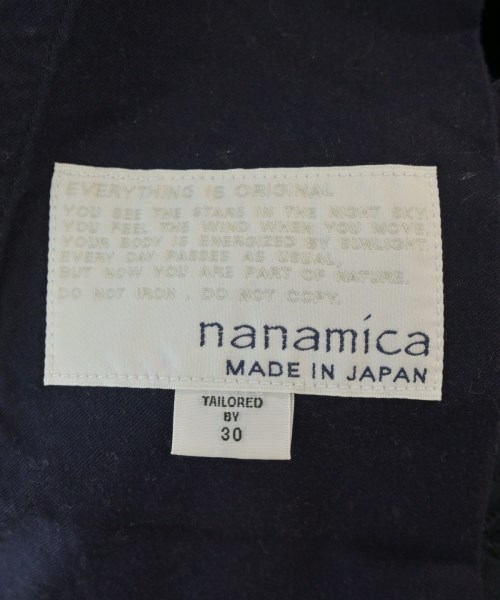 EVERYTHING IS ORIGINAL
YOU SEE THE STARS IN THE NIGHT SKY.
YOU FEEL THE WIND WHEN YOU MOVE.
YOUR BODY IS ENERGIZED BY SUNLIGHT.
EVERY DAY PASSES AS USUAL,
BUT NOW YOU ARE PART OF NATURE.
DO NOT IRON , DO NOT COPY.
nanamica
MADE IN JAPAN
TAILORED
BY
30